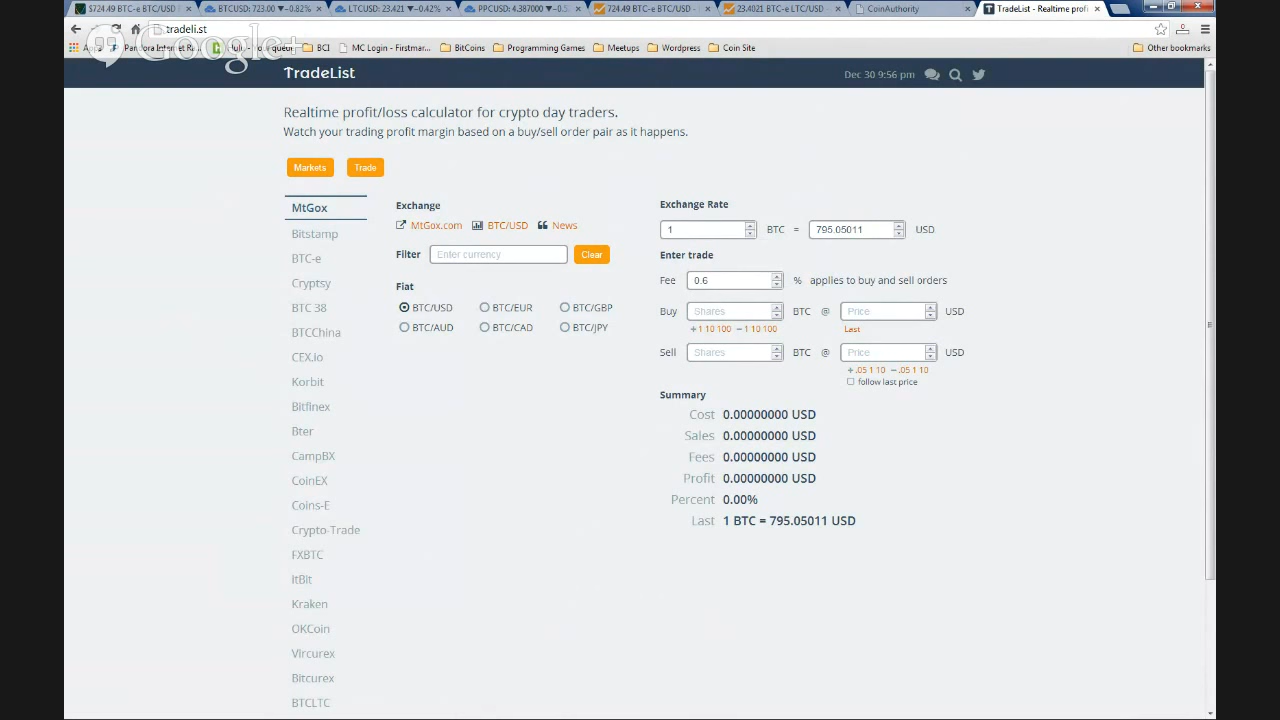 $724.49 BTC-e BTC/USD
BTCUSD: 723.00 ▼−0.82%
LTCUSD: 23.421 ▼−0.42%
PPCUSD: 4.387000 ▼−0.5
724.49 BTC-e BTC/USD -
23.4021 BTC-e LTC/USD -
CoinAuthority
TradeList - Realtime profi
tradeli.st
Google+
Pandora Internet Ra
BCI
MC Login - Firstmar...
BitCoins
Programming Games
Meetups
Wordpress
Coin Site
Other bookmarks
TradeList
Dec 30 9:56 pm
Realtime profit/loss calculator for crypto day traders.
Watch your trading profit margin based on a buy/sell order pair as it happens.
Markets
Trade
MtGox
Bitstamp
BTC-e
Cryptsy
BTC 38
BTCChina
CEX.io
Korbit
Bitfinex
Bter
CampBX
CoinEX
Coins-E
Crypto-Trade
FXBTC
itBit
Kraken
OKCoin
Vircurex
Bitcurex
BTCLTC
Exchange
MtGox.com BTC/USD News
Filter Enter currency Clear
Fiat
BTC/USD BTC/EUR BTC/GBP
BTC/AUD BTC/CAD BTC/JPY
Exchange Rate
1 BTC = 795.05011 USD
Enter trade
Fee 0.6 % applies to buy and sell orders
Buy Shares BTC @ Price USD
+ 1 10 100 − 1 10 100 Last
Sell Shares BTC @ Price USD
+ .05 1 10 − .05 1 10
follow last price
Summary
Cost 0.00000000 USD
Sales 0.00000000 USD
Fees 0.00000000 USD
Profit 0.00000000 USD
Percent 0.00%
Last 1 BTC = 795.05011 USD